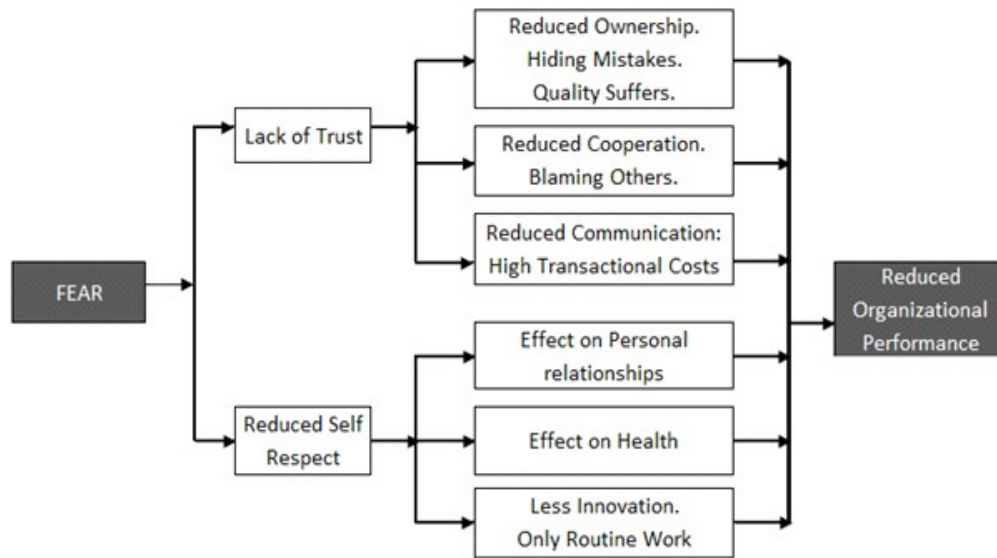 Reduced Ownership.
Hiding Mistakes.
Quality Suffers.
Lack of Trust
Reduced Cooperation.
Blaming Others.
Reduced Communication:
High Transactional Costs
FEAR
Reduced
Organizational
Performance
Effect on Personal
relationships
Reduced Self
Respect
Effect on Health
Less Innovation.
Only Routine Work